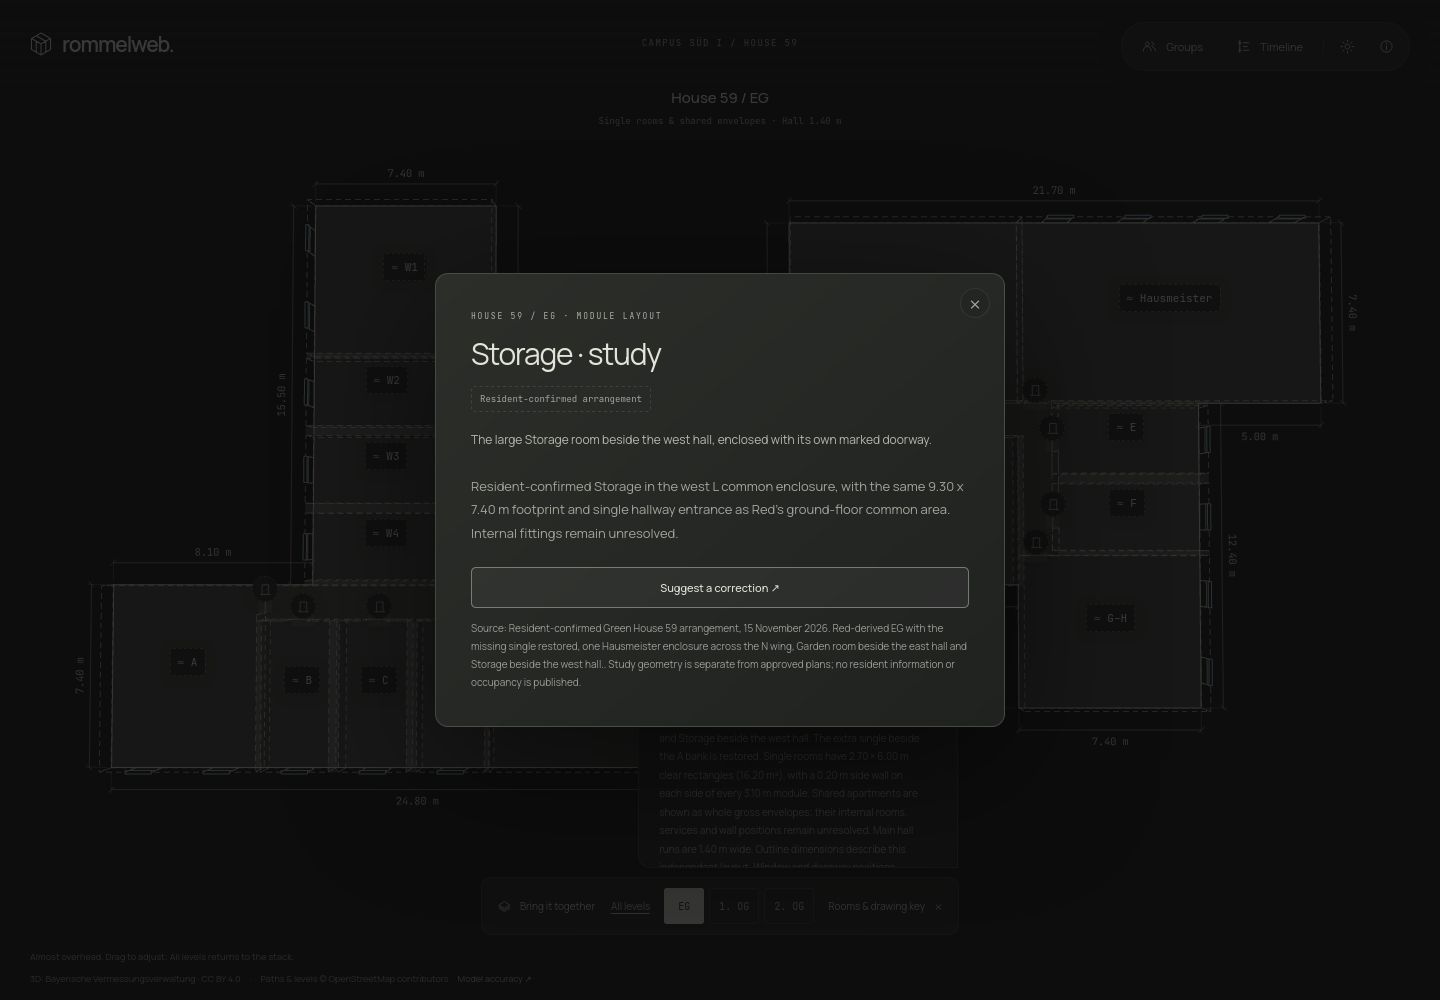 rommelweb.
CAMPUS SÜD I / HOUSE 59
Groups
Timeline
House 59 / EG
Single rooms & shared envelopes · Hall 1.40 m
7.40 m
21.70 m
≈ W1
≈ Hausmeister
7.40 m
HOUSE 59 / EG · MODULE LAYOUT
Storage · study
Resident-confirmed arrangement
The large Storage room beside the west hall, enclosed with its own marked doorway.
Resident-confirmed Storage in the west L common enclosure, with the same 9.30 x
7.40 m footprint and single hallway entrance as Red's ground-floor common area.
Internal fittings remain unresolved.
Suggest a correction ↗
Source: Resident-confirmed Green House 59 arrangement, 15 November 2026. Red-derived EG with the
missing single restored, one Hausmeister enclosure across the N wing, Garden room beside the east hall and
Storage beside the west hall.. Study geometry is separate from approved plans; no resident information or
occupancy is published.
15.50 m
≈ W2
≈ W3
≈ W4
≈ E
5.00 m
≈ F
12.40 m
≈ G-H
8.10 m
7.40 m
≈ A
≈ B
≈ C
7.40 m
24.80 m
and Storage beside the west hall. The extra single beside
the A bank is restored. Single rooms have 2.70 × 6.00 m
clear rectangles (16.20 m²), with a 0.20 m side wall on
each side of every 3.10 m module. Shared apartments are
shown as whole gross envelopes; their internal rooms,
services and wall positions remain unresolved. Main hall
runs are 1.40 m wide. Outline dimensions describe this
independent layout. Window and doorway positions
Bring it together
All levels
EG
1. OG
2. OG
Rooms & drawing key
×
Almost overhead. Drag to adjust. All levels returns to the stack.
3D: Bayerische Vermessungsverwaltung · CC BY 4.0
Paths & levels © OpenStreetMap contributors
Model accuracy ↗